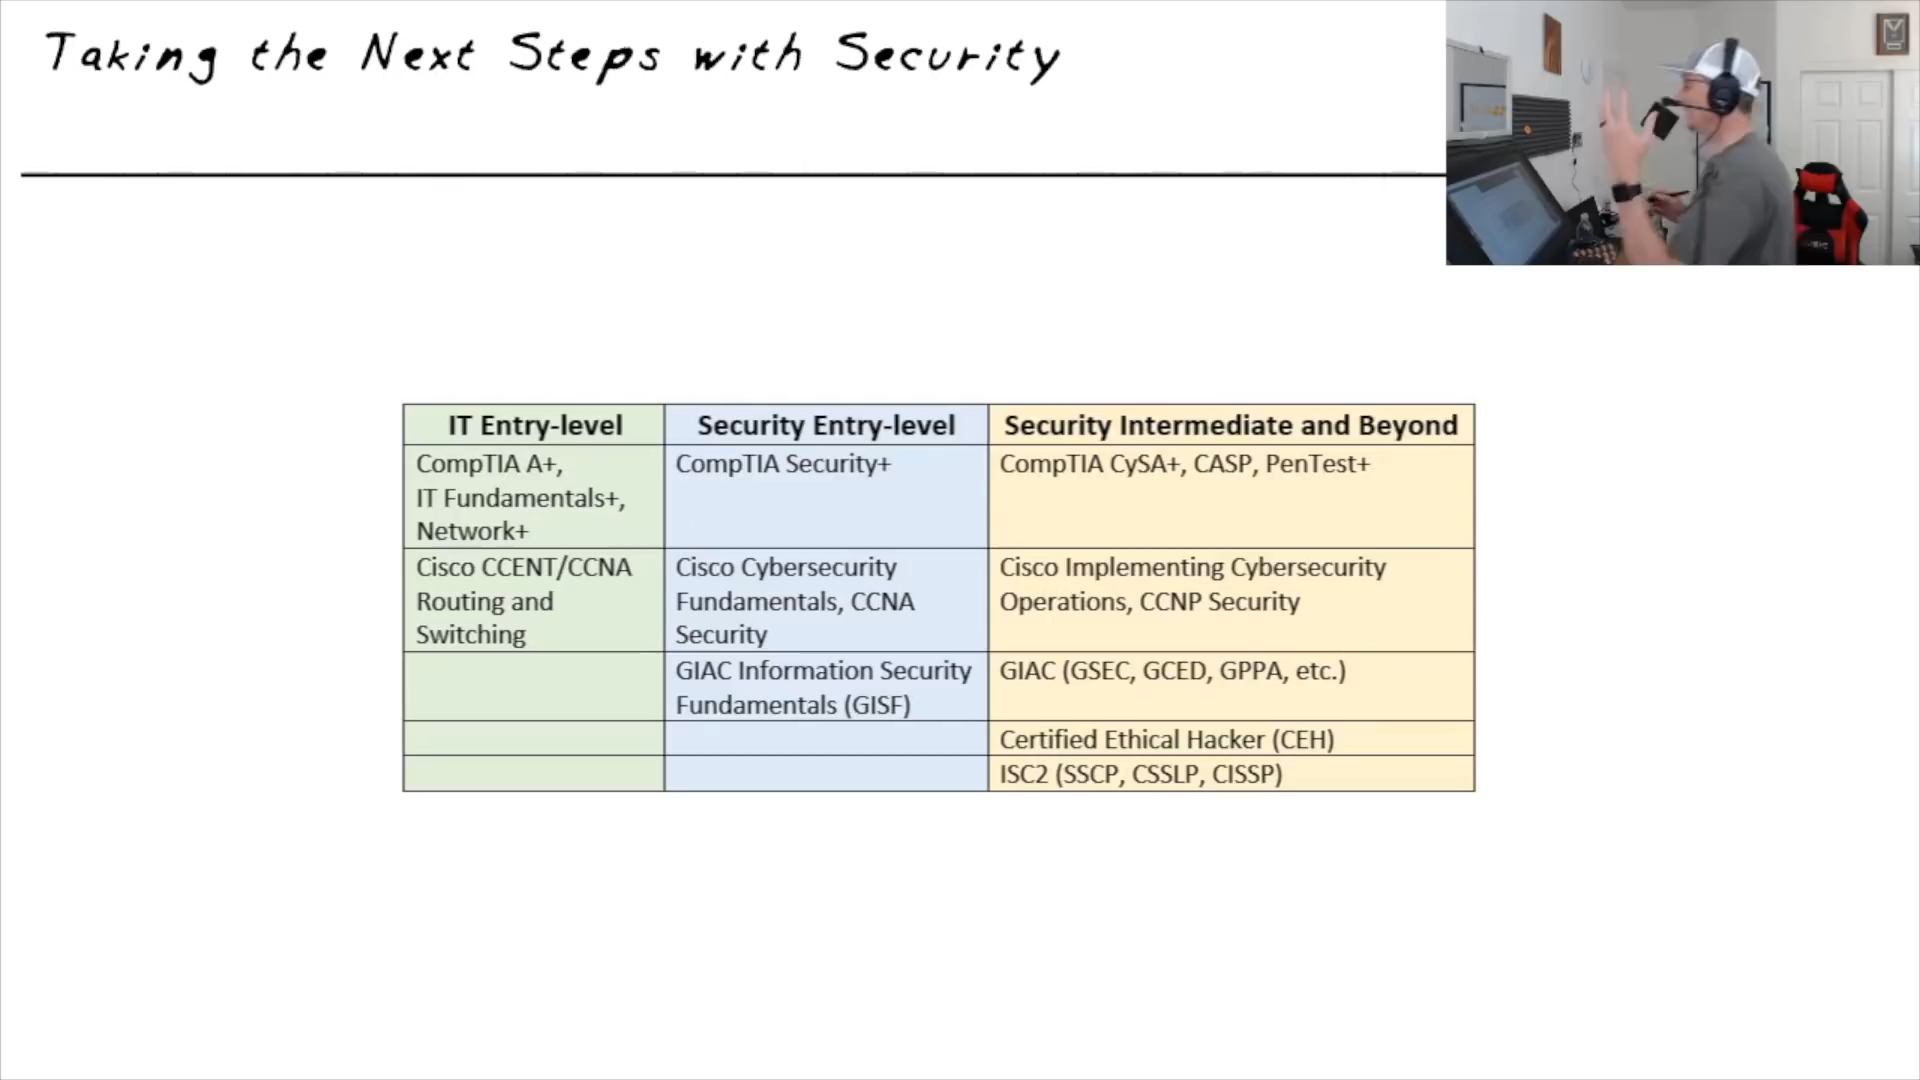 Taking the Next Steps with Security
IT Entry-level
Security Entry-level
Security Intermediate and Beyond
CompTIA A+,
IT Fundamentals+,
Network+
CompTIA Security+
CompTIA CySA+, CASP, PenTest+
Cisco CCENT/CCNA
Routing and
Switching
Cisco Cybersecurity
Fundamentals, CCNA
Security
Cisco Implementing Cybersecurity
Operations, CCNP Security
GIAC Information Security
Fundamentals (GISF)
GIAC (GSEC, GCED, GPPA, etc.)
Certified Ethical Hacker (CEH)
ISC2 (SSCP, CSSLP, CISSP)